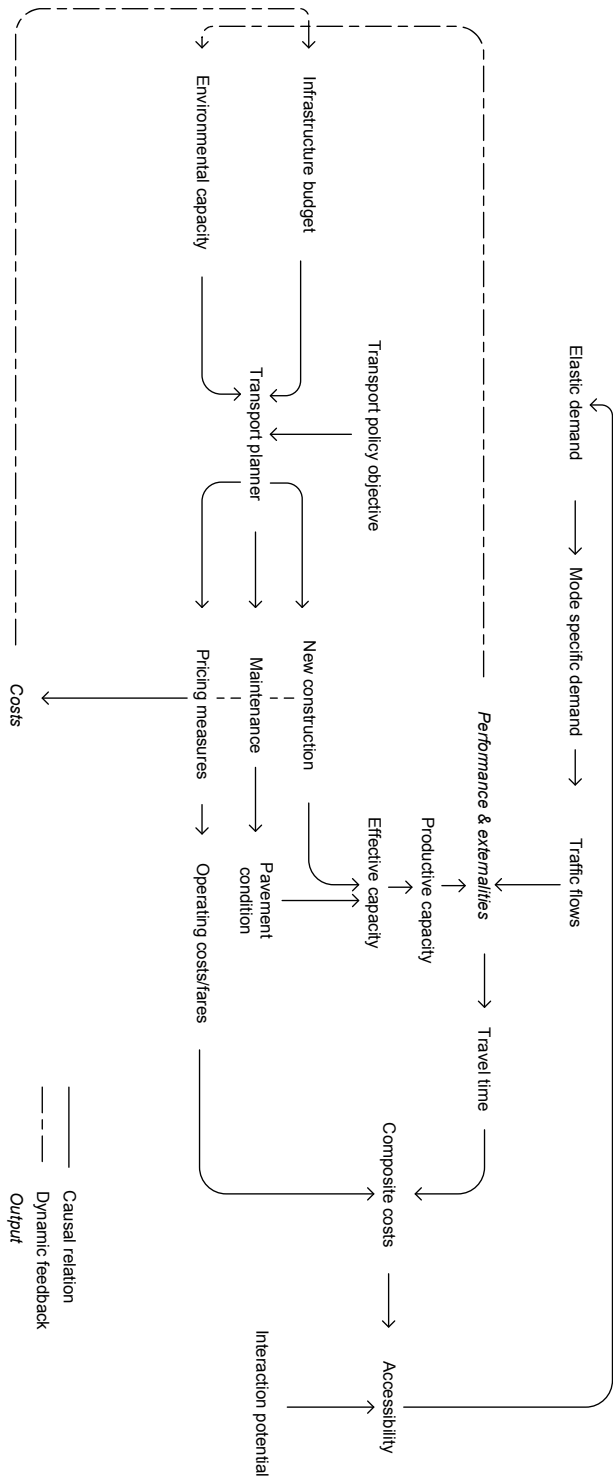 Elastic demand
Mode specific demand
Traffic flows
Performance & externalities
Travel time
Productive capacity
Composite costs
Accessibility
Transport policy objective
Effective capacity
Infrastructure budget
New construction
Transport planner
Maintenance
Pavement
condition
Interaction potential
Environmental capacity
Pricing measures
Operating costs/fares
Costs
Causal relation
Dynamic feedback
Output